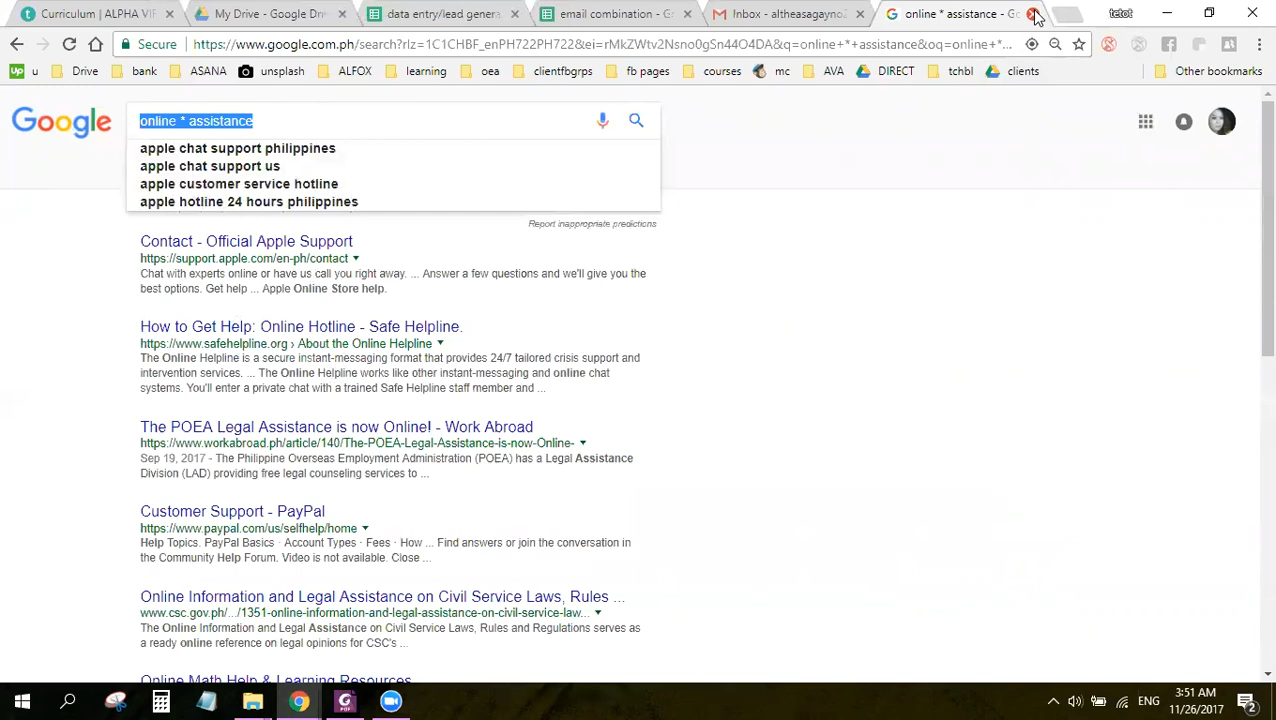 Curriculum | ALPHA VI
My Drive - Google Dri
data entry/lead gener
email combination - G
Inbox - altheasagayno
online * assistance - Go
tetot
Secure
https://www.google.com.ph/search?rlz=1C1CHBF_enPH722PH722&ei=rMkZWtv2Nsno0gSn44O4DA&q=online+*+assistance&oq=online+*...
Up u
Drive
bank
ASANA
unsplash
ALFOX
learning
oea
clientfbgrps
fb pages
courses
mc
AVA
DIRECT
tchbl
clients
Other bookmarks
Google
online * assistance
apple chat support philippines
apple chat support us
apple customer service hotline
apple hotline 24 hours philippines
Report inappropriate predictions
Contact - Official Apple Support
https://support.apple.com/en-ph/contact
Chat with experts online or have us call you right away. ... Answer a few questions and we'll give you the
best options. Get help ... Apple Online Store help.
How to Get Help: Online Hotline - Safe Helpline.
https://www.safehelpline.org › About the Online Helpline
The Online Helpline is a secure instant-messaging format that provides 24/7 tailored crisis support and
intervention services. ... The Online Helpline works like other instant-messaging and online chat
systems. You'll enter a private chat with a trained Safe Helpline staff member and ...
The POEA Legal Assistance is now Online! - Work Abroad
https://www.workabroad.ph/article/140/The-POEA-Legal-Assistance-is-now-Online-
Sep 19, 2017 - The Philippine Overseas Employment Administration (POEA) has a Legal Assistance
Division (LAD) providing free legal counseling services to ...
Customer Support - PayPal
https://www.paypal.com/us/selfhelp/home
Help Topics. PayPal Basics · Account Types · Fees · How ... Find answers or join the conversation in
the Community Help Forum. Video is not available. Close ...
Online Information and Legal Assistance on Civil Service Laws, Rules ...
www.csc.gov.ph/.../1351-online-information-and-legal-assistance-on-civil-service-law...
The Online Information and Legal Assistance on Civil Service Laws, Rules and Regulations serves as
a ready online reference on legal opinions for CSC's ...
Online Math Help & Learning Resources
ENG
3:51 AM
11/26/2017
2